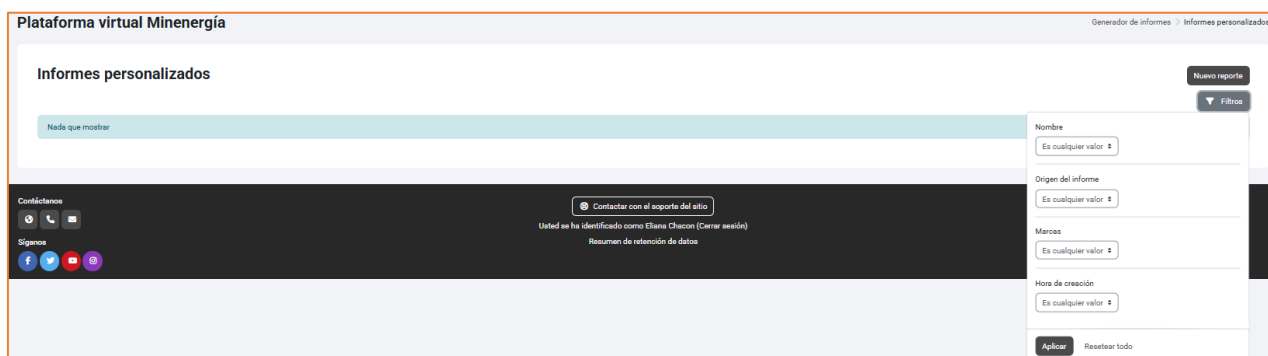 Plataforma virtual Minenergía
Generador de informes > Informes personalizados
Informes personalizados
Nuevo reporte
Filtros
Nada que mostrar
Nombre
Es cualquier valor
Origen del informe
Es cualquier valor
Marcas
Es cualquier valor
Hora de creación
Es cualquier valor
Aplicar Resetear todo
Contáctanos
Síganos
Contactar con el soporte del sitio
Usted se ha identificado como Eliana Chacon (Cerrar sesión)
Resumen de retención de datos